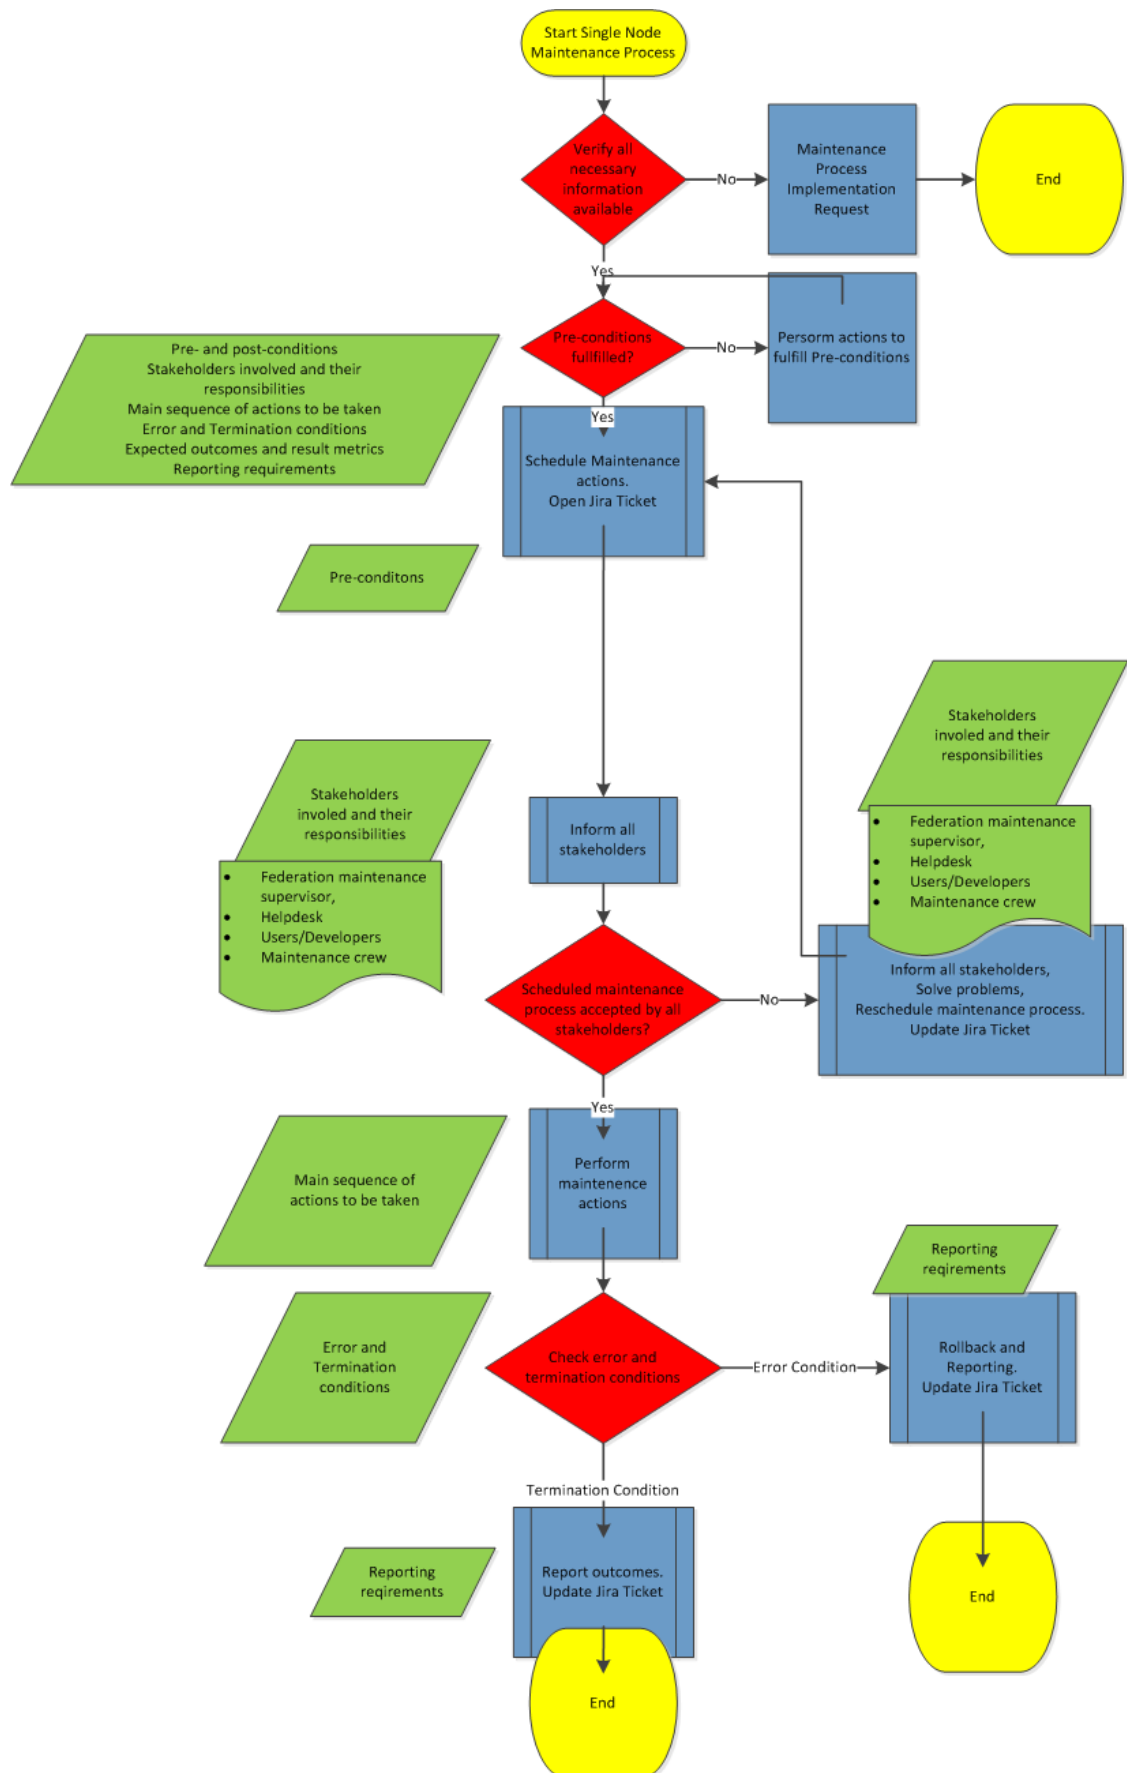 Start Single Node
Maintenance Process
Verify all
necessary
information
available
No
Maintenance
Process
Implementation
Request
End
Yes
Pre-conditions
fullfilled?
No
Persorm actions to
fulfill Pre-conditions
Pre- and post-conditions
Stakeholders involved and their
responsibilities
Main sequence of actions to be taken
Error and Termination conditions
Expected outcomes and result metrics
Reporting requirements
Yes
Schedule Maintenance
actions.
Open Jira Ticket
Pre-conditons
Stakeholders
involed and their
responsibilities
• Federation maintenance
supervisor,
• Helpdesk
• Users/Developers
• Maintenance crew
Inform all
stakeholders
Stakeholders
involed and their
responsibilities
• Federation maintenance
supervisor,
• Helpdesk
• Users/Developers
• Maintenance crew
Scheduled maintenance
process accepted by all
stakeholders?
No
Inform all stakeholders,
Solve problems,
Reschedule maintenance process.
Update Jira Ticket
Yes
Perform
maintenence
actions
Main sequence of
actions to be taken
Reporting
reqirements
Error and
Termination
conditions
Check error and
termination conditions
Error Condition
Rollback and
Reporting.
Update Jira Ticket
Termination Condition
Reporting
reqirements
Report outcomes.
Update Jira Ticket
End
End